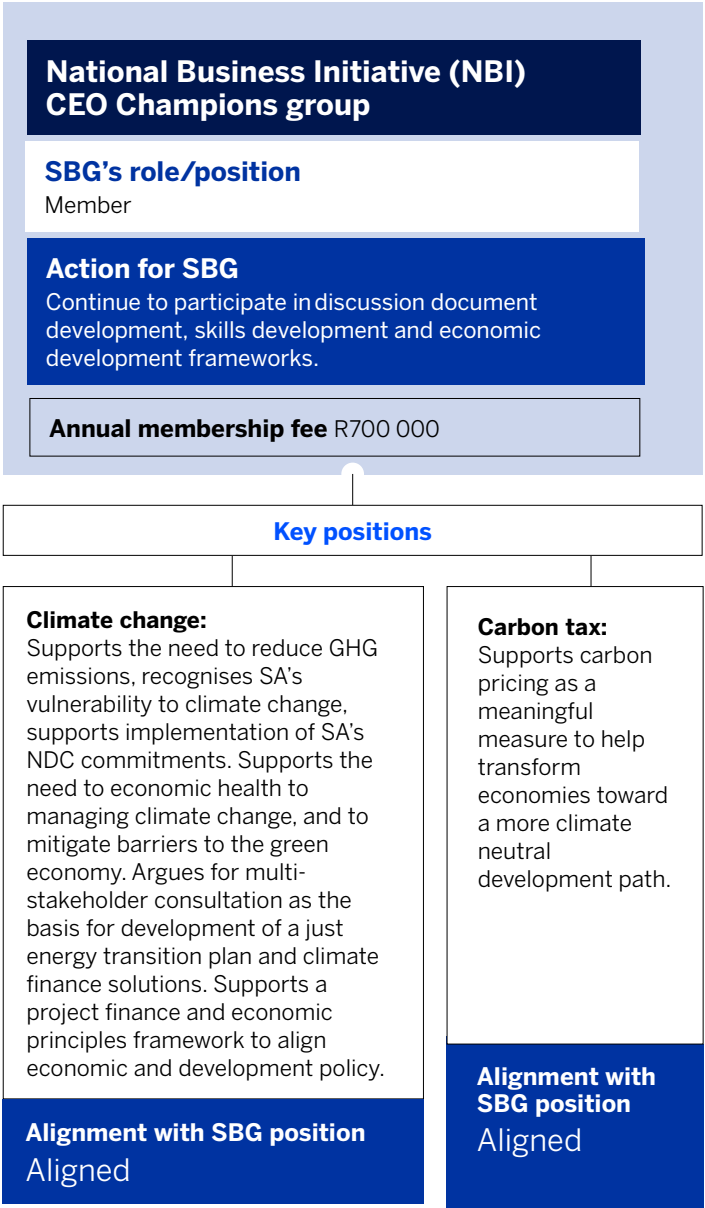 National Business Initiative (NBI)
CEO Champions group
SBG's role/position
Member
Action for SBG
Continue to participate in discussion document
development, skills development and economic
development frameworks.
Annual membership fee R700 000
Key positions
Climate change:
Supports the need to reduce GHG
emissions, recognises SA's
vulnerability to climate change,
supports implementation of SA's
NDC commitments. Supports the
need to economic health to
managing climate change, and to
mitigate barriers to the green
economy. Argues for multi-
stakeholder consultation as the
basis for development of a just
energy transition plan and climate
finance solutions. Supports a
project finance and economic
principles framework to align
economic and development policy.
Alignment with SBG position
Aligned
Carbon tax:
Supports carbon
pricing as a
meaningful
measure to help
transform
economies toward
a more climate
neutral
development path.
Alignment with
SBG position
Aligned